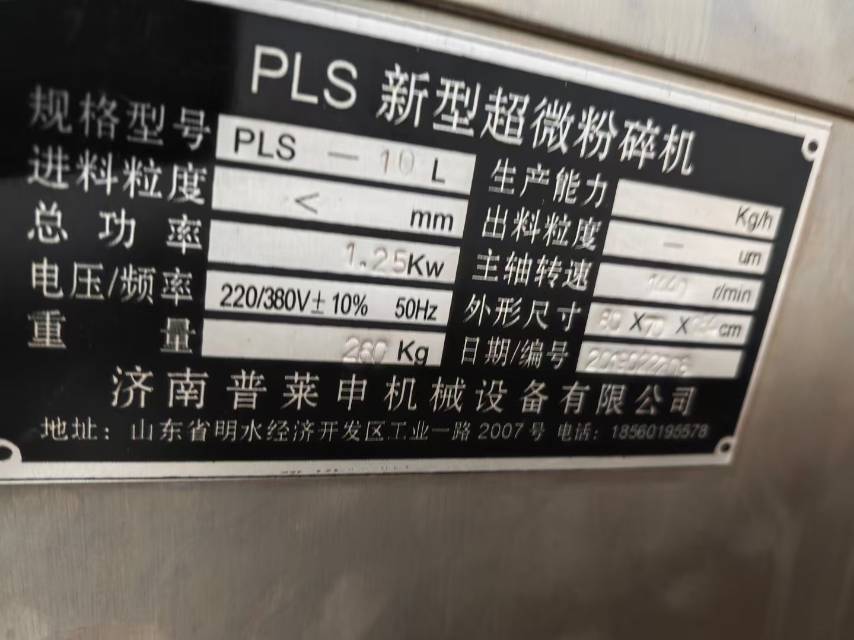 PLS 新型超微粉碎机
规格型号 PLS — 10 L 生产能力 Kg/h
进料粒度 < mm 出料粒度 — um
总功率 1.25Kw 主轴转速 r/min
电压/频率 220/380V±10% 50Hz 外形尺寸 X X cm
重量 Kg 日期/编号
济南普莱申机械设备有限公司
地址：山东省明水经济开发区工业一路2007号 电话：18560195578